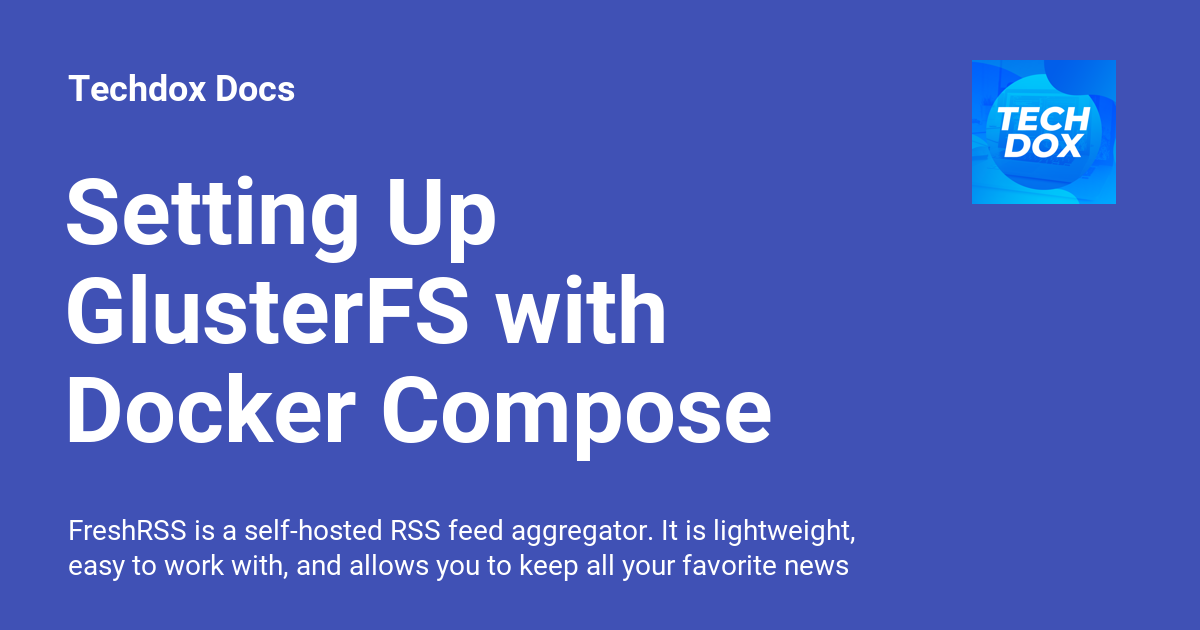 Techdox Docs
TECH
DOX
Setting Up
GlusterFS with
Docker Compose
FreshRSS is a self-hosted RSS feed aggregator. It is lightweight,
easy to work with, and allows you to keep all your favorite news